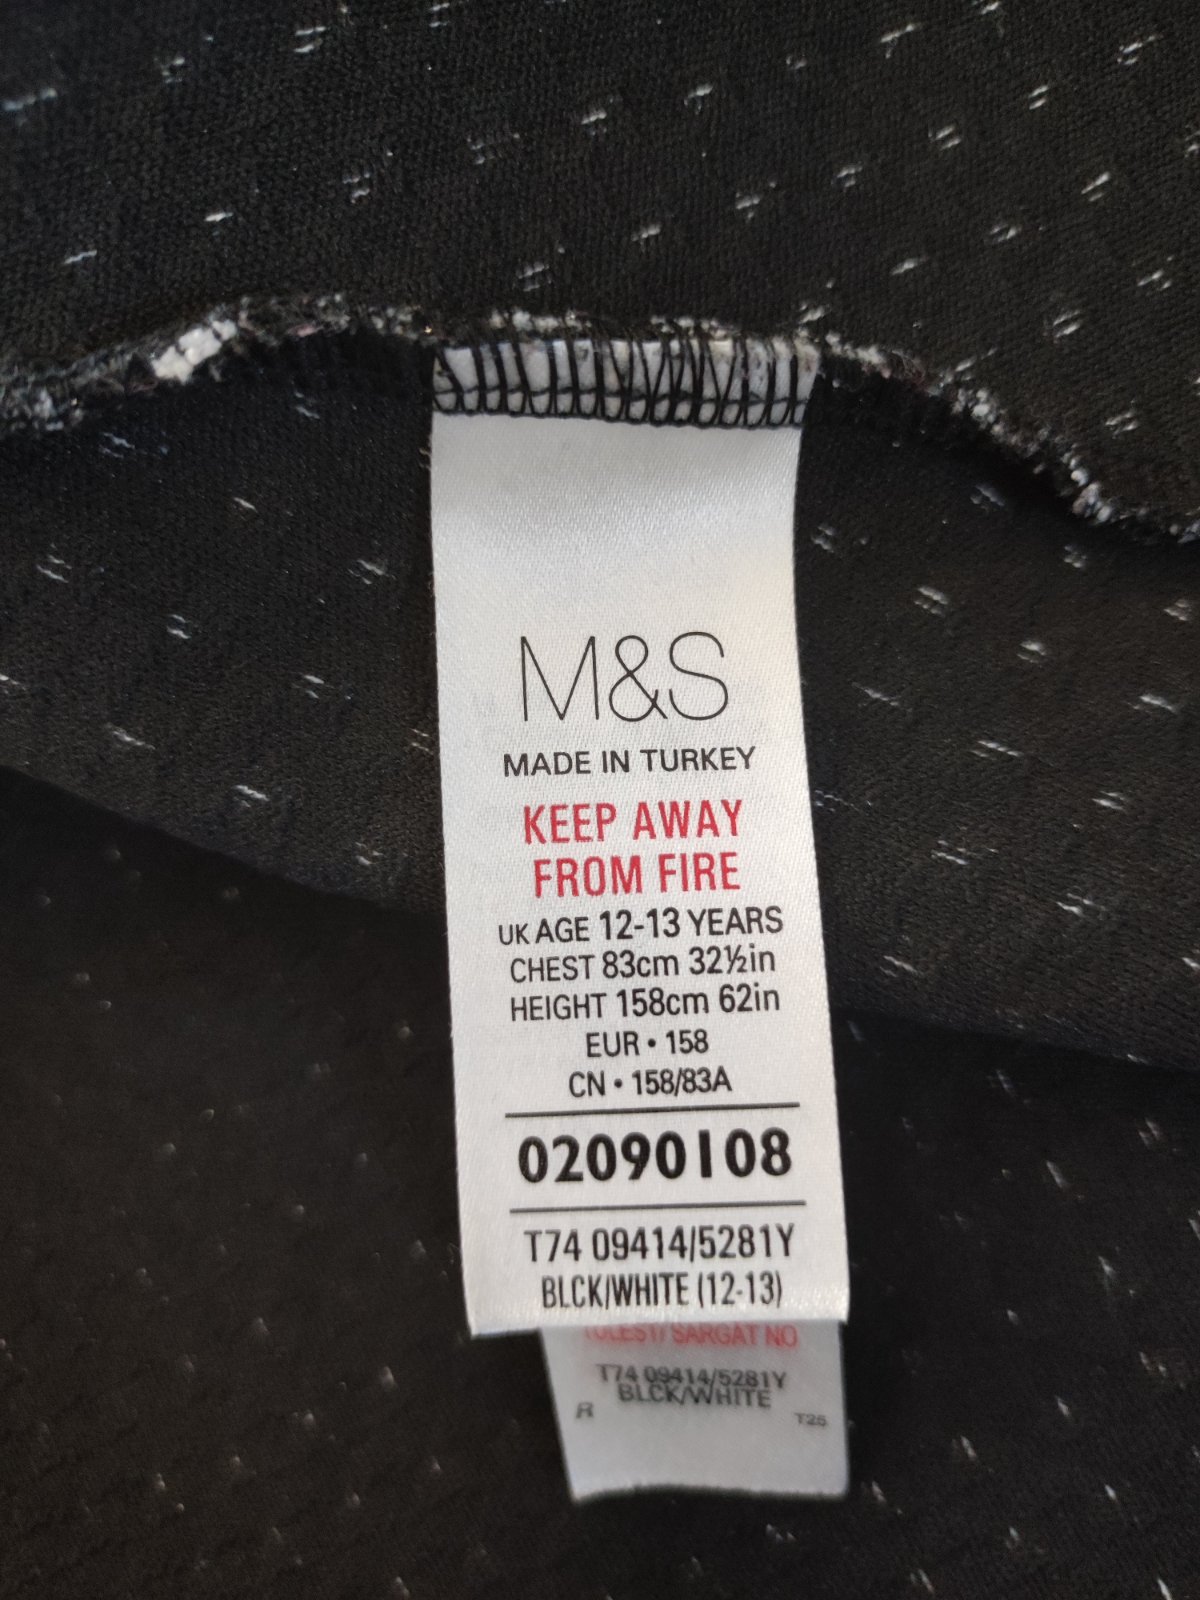 M&S
MADE IN TURKEY
KEEP AWAY
FROM FIRE
UK AGE 12-13 YEARS
CHEST 83cm 32½in
HEIGHT 158cm 62in
EUR • 158
CN • 158/83A
02090108
T74 09414/5281Y
BLCK/WHITE (12-13)
SARGAT NO
T74 09414/5281Y
BLCK/WHITE
R T25